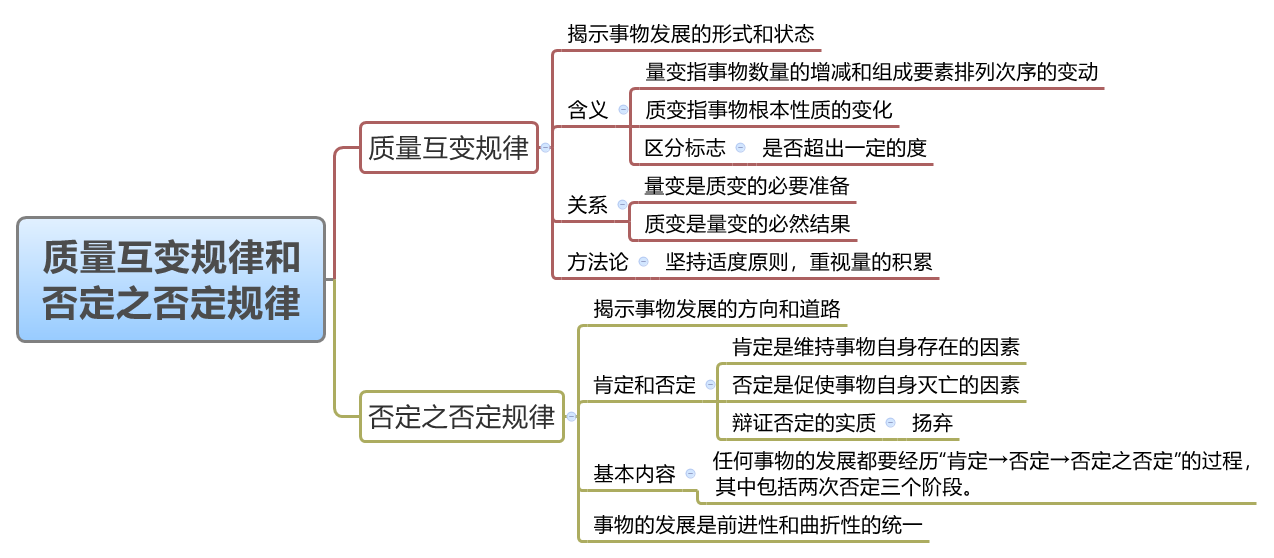 质量互变规律和
否定之否定规律
质量互变规律
揭示事物发展的形式和状态
含义
量变指事物数量的增减和组成要素排列次序的变动
质变指事物根本性质的变化
区分标志
是否超出一定的度
关系
量变是质变的必要准备
质变是量变的必然结果
方法论
坚持适度原则，重视量的积累
否定之否定规律
揭示事物发展的方向和道路
肯定和否定
肯定是维持事物自身存在的因素
否定是促使事物自身灭亡的因素
辩证否定的实质
扬弃
基本内容
任何事物的发展都要经历“肯定→否定→否定之否定”的过程，
其中包括两次否定三个阶段。
事物的发展是前进性和曲折性的统一